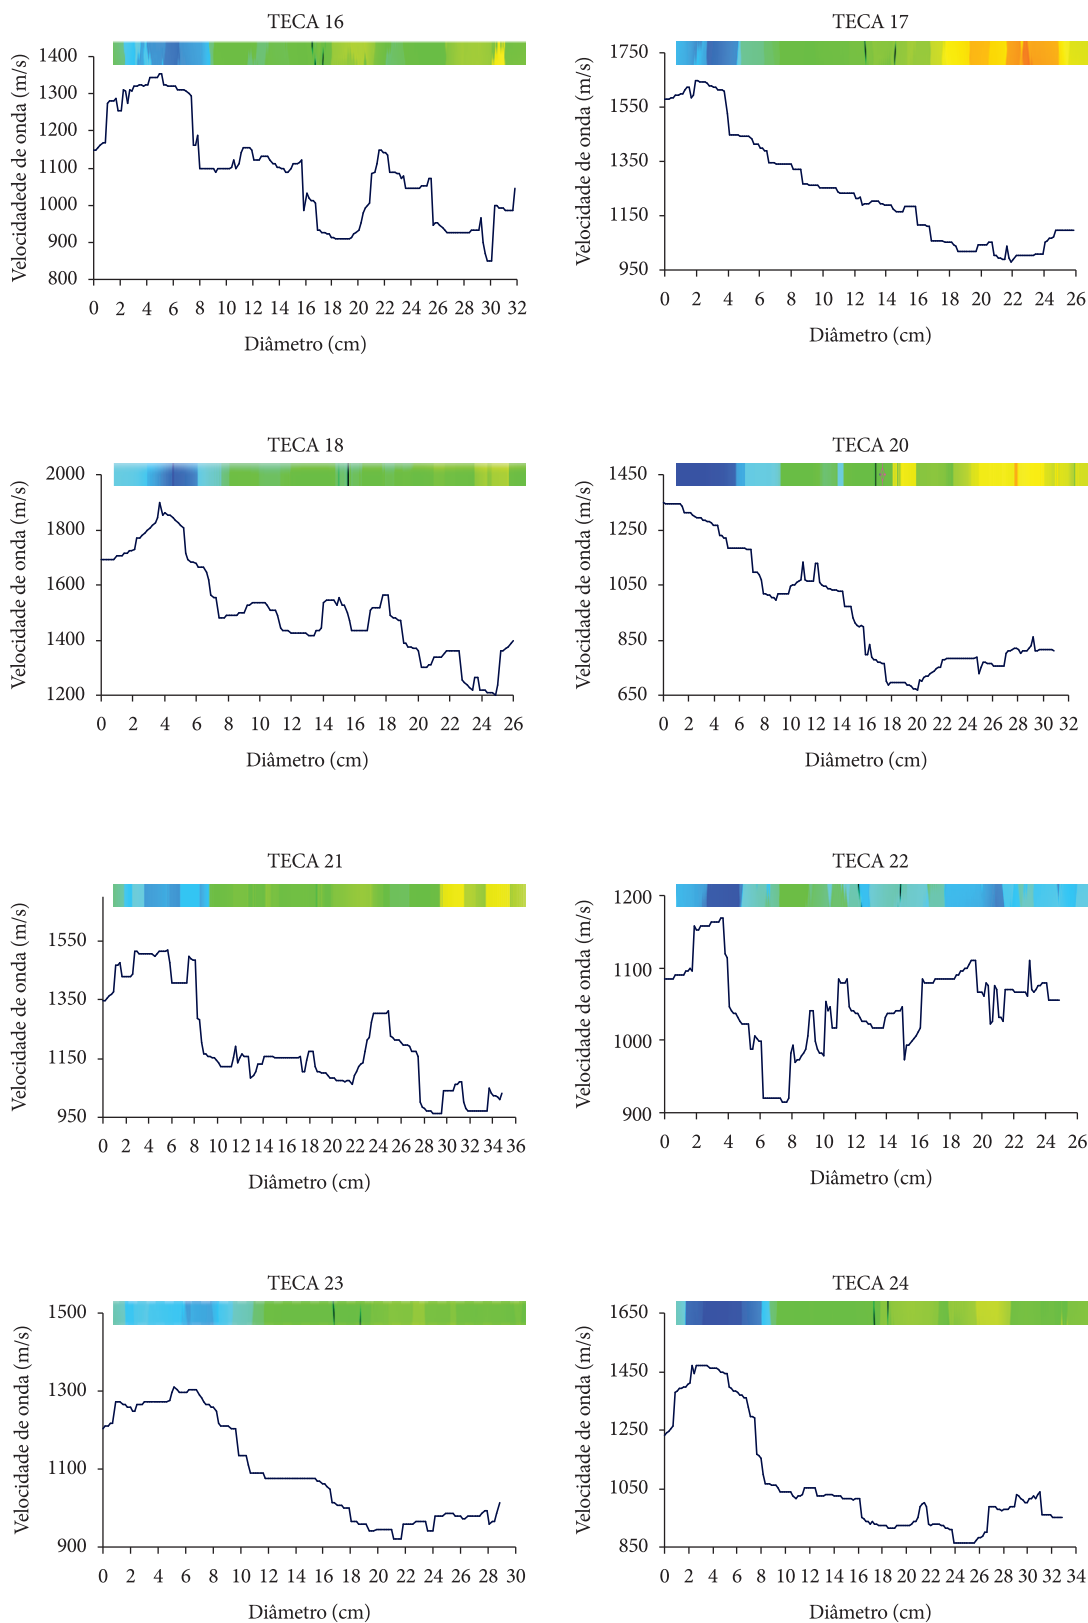 TECA 16
Velocidadede de onda (m/s)
1400
1300
1200
1100
1000
900
800
0 2 4 6 8 10 12 14 16 18 20 22 24 26 28 30 32
Diâmetro (cm)
TECA 17
Velocidade de onda (m/s)
1750
1550
1350
1150
950
0 2 4 6 8 10 12 14 16 18 20 22 24 26
Diâmetro (cm)
TECA 18
Velocidade de onda (m/s)
2000
1800
1600
1400
1200
0 2 4 6 8 10 12 14 16 18 20 22 24 26
Diâmetro (cm)
TECA 20
Velocidade de onda (m/s)
1450
1250
1050
850
650
0 2 4 6 8 10 12 14 16 18 20 22 24 26 28 30 32
Diâmetro (cm)
TECA 21
Velocidade de onda (m/s)
1550
1350
1150
950
0 2 4 6 8 10 12 14 16 18 20 22 24 26 28 30 32 34 36
Diâmetro (cm)
TECA 22
Velocidade de onda (m/s)
1200
1100
1000
900
0 2 4 6 8 10 12 14 16 18 20 22 24 26
Diâmetro (cm)
TECA 23
Velocidade de onda (m/s)
1500
1300
1100
900
0 2 4 6 8 10 12 14 16 18 20 22 24 26 28 30
Diâmetro (cm)
TECA 24
Velocidade de onda (m/s)
1650
1450
1250
1050
850
0 2 4 6 8 10 12 14 16 18 20 22 24 26 28 30 32 34
Diâmetro (cm)